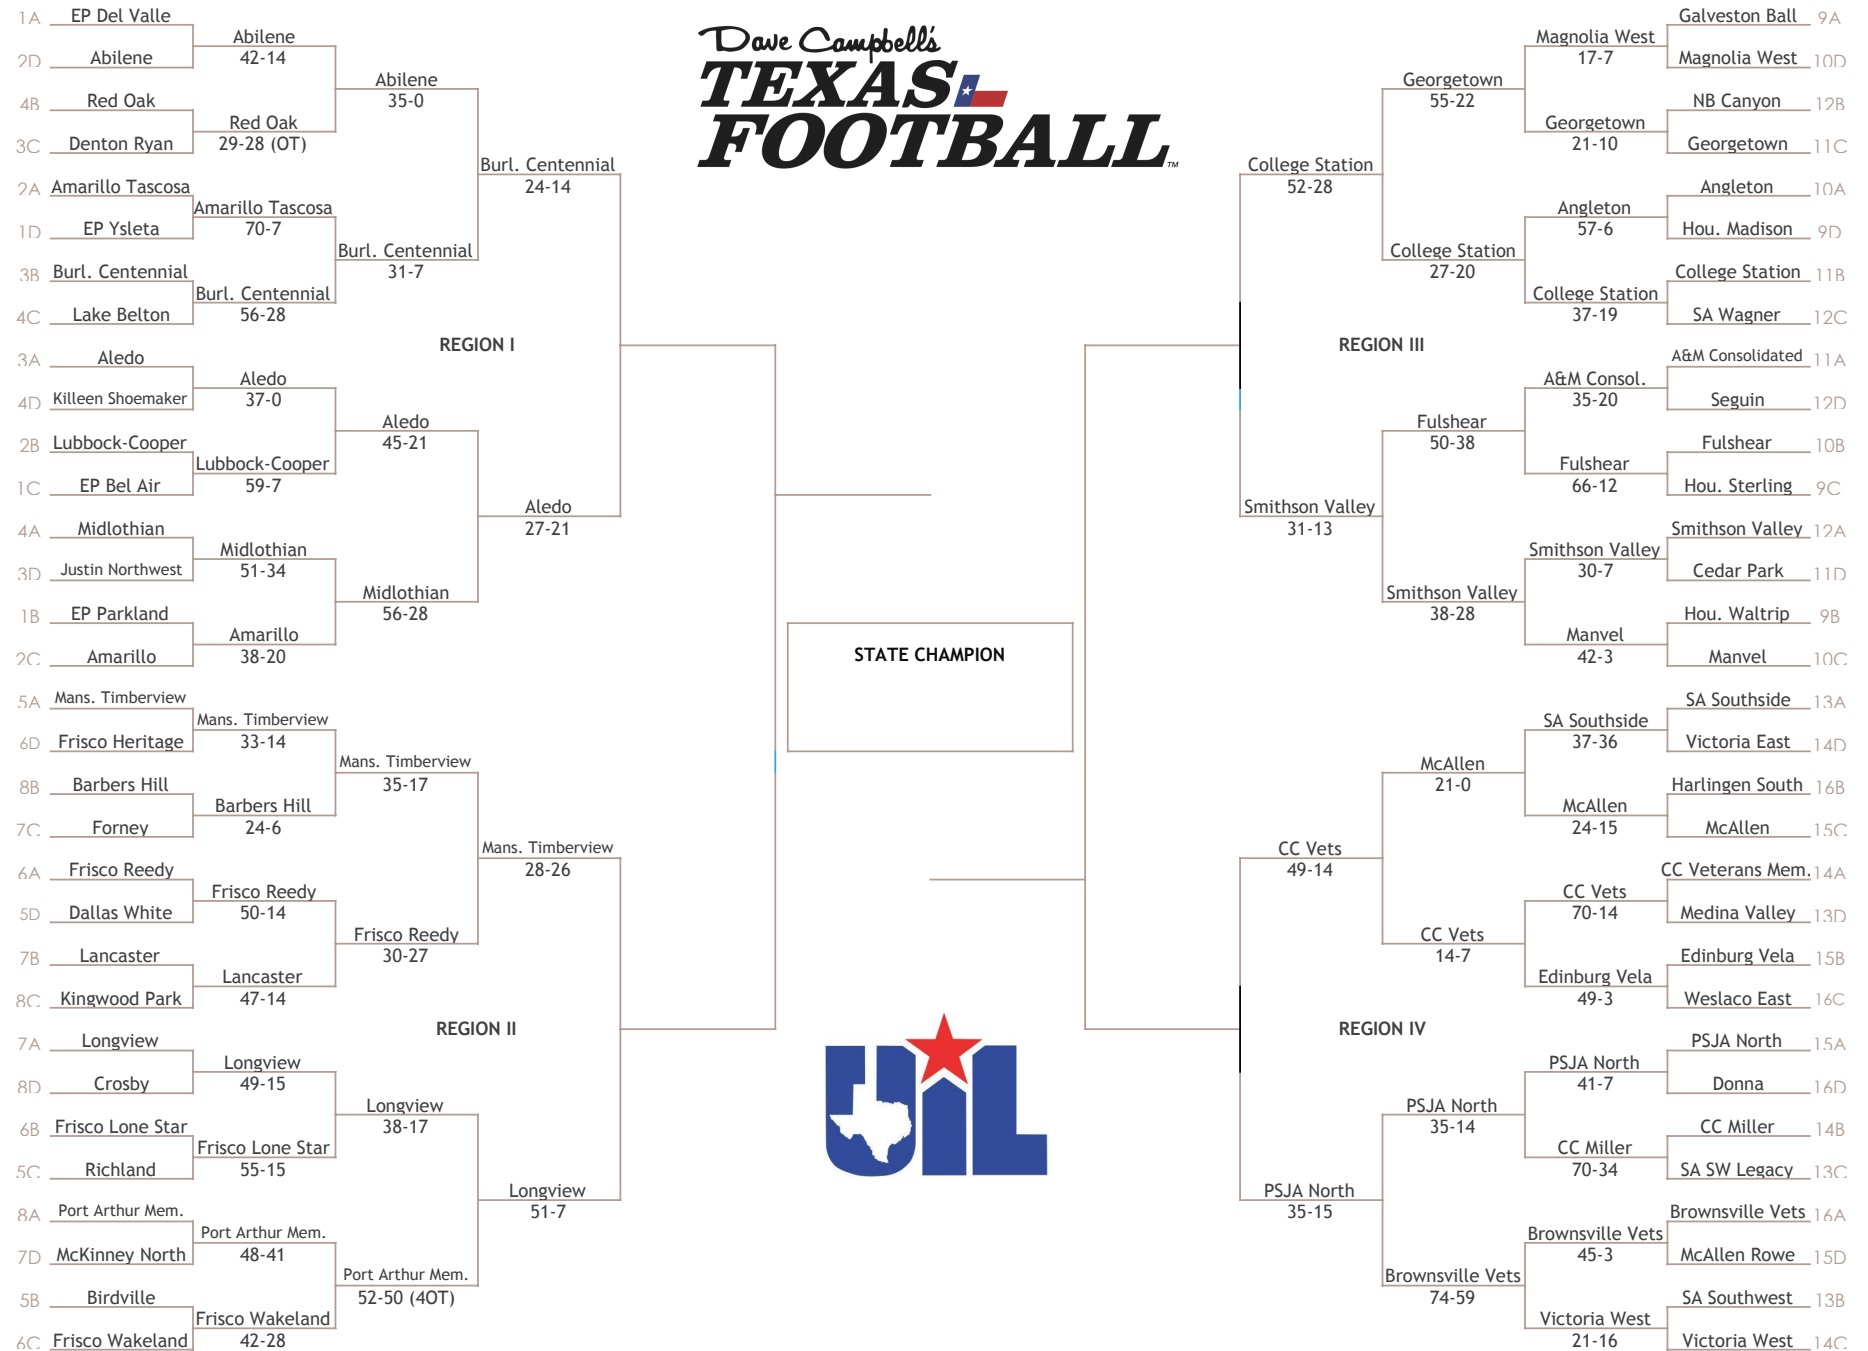 Dave Campbell's
TEXAS
FOOTBALL™
1A EP Del Valle
2D Abilene
4B Red Oak
3C Denton Ryan
2A Amarillo Tascosa
1D EP Ysleta
3B Burl. Centennial
4C Lake Belton
3A Aledo
4D Killeen Shoemaker
2B Lubbock-Cooper
1C EP Bel Air
4A Midlothian
3D Justin Northwest
1B EP Parkland
2C Amarillo
Abilene
42-14
Red Oak
29-28 (OT)
Amarillo Tascosa
70-7
Burl. Centennial
56-28
Aledo
37-0
Lubbock-Cooper
59-7
Midlothian
51-34
Amarillo
38-20
Abilene
35-0
Burl. Centennial
31-7
Aledo
45-21
Midlothian
56-28
Burl. Centennial
24-14
Aledo
27-21
REGION I
5A Mans. Timberview
6D Frisco Heritage
8B Barbers Hill
7C Forney
6A Frisco Reedy
5D Dallas White
7B Lancaster
8C Kingwood Park
7A Longview
8D Crosby
6B Frisco Lone Star
5C Richland
8A Port Arthur Mem.
7D McKinney North
5B Birdville
6C Frisco Wakeland
Mans. Timberview
33-14
Barbers Hill
24-6
Frisco Reedy
50-14
Lancaster
47-14
Longview
49-15
Frisco Lone Star
55-15
Port Arthur Mem.
48-41
Frisco Wakeland
42-28
Mans. Timberview
35-17
Frisco Reedy
30-27
Longview
38-17
Port Arthur Mem.
52-50 (4OT)
Mans. Timberview
28-26
Longview
51-7
REGION II
STATE CHAMPION
UIL
Galveston Ball 9A
Magnolia West 10D
NB Canyon 12B
Georgetown 11C
Angleton 10A
Hou. Madison 9D
College Station 11B
SA Wagner 12C
A&M Consolidated 11A
Seguin 12D
Fulshear 10B
Hou. Sterling 9C
Smithson Valley 12A
Cedar Park 11D
Hou. Waltrip 9B
Manvel 10C
Magnolia West
17-7
Georgetown
21-10
Angleton
57-6
College Station
37-19
A&M Consol.
35-20
Fulshear
66-12
Smithson Valley
30-7
Manvel
42-3
Georgetown
55-22
College Station
27-20
Fulshear
50-38
Smithson Valley
38-28
College Station
52-28
Smithson Valley
31-13
REGION III
SA Southside 13A
Victoria East 14D
Harlingen South 16B
McAllen 15C
CC Veterans Mem. 14A
Medina Valley 13D
Edinburg Vela 15B
Weslaco East 16C
PSJA North 15A
Donna 16D
CC Miller 14B
SA SW Legacy 13C
Brownsville Vets 16A
McAllen Rowe 15D
SA Southwest 13B
Victoria West 14C
SA Southside
37-36
McAllen
24-15
CC Vets
70-14
Edinburg Vela
49-3
PSJA North
41-7
CC Miller
70-34
Brownsville Vets
45-3
Victoria West
21-16
McAllen
21-0
CC Vets
14-7
PSJA North
35-14
Brownsville Vets
74-59
CC Vets
49-14
PSJA North
35-15
REGION IV